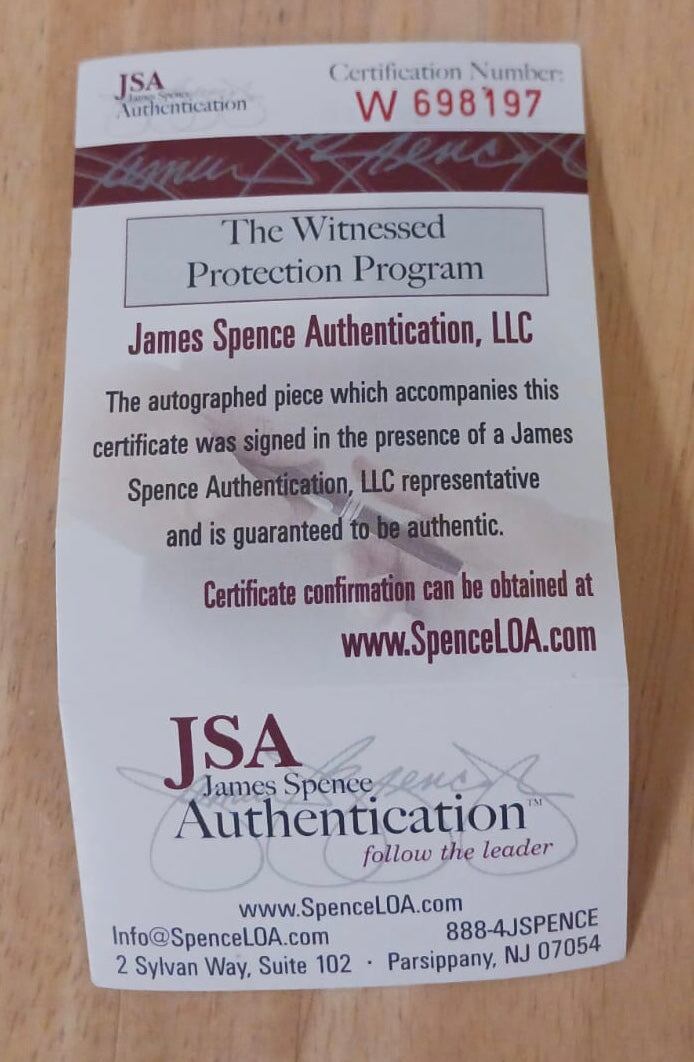 JSA
James Spence
Authentication
Certification Number:
W 698197
James Spence
The Witnessed
Protection Program
James Spence Authentication, LLC
The autographed piece which accompanies this
certificate was signed in the presence of a James
Spence Authentication, LLC representative
and is guaranteed to be authentic.
Certificate confirmation can be obtained at
www.SpenceLOA.com
JSA
James Spence
Authentication™
follow the leader
www.SpenceLOA.com
Info@SpenceLOA.com 888-4JSPENCE
2 Sylvan Way, Suite 102 · Parsippany, NJ 07054